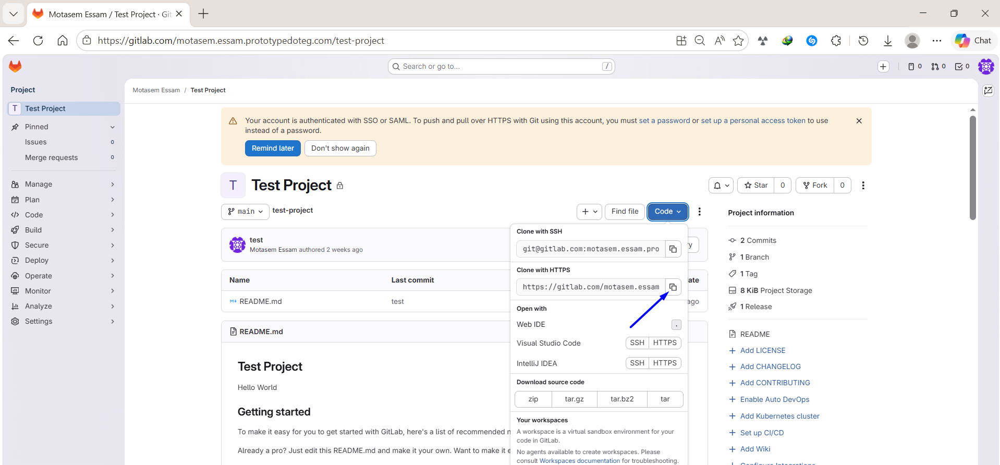 Motasem Essam / Test Project · Git
https://gitlab.com/motasem.essam.prototypedoteg.com/test-project
Chat
Search or go to...
/
0
0
0
Project
T Test Project
Pinned
Issues 0
Merge requests 0
Manage
Plan
Code
Build
Secure
Deploy
Operate
Monitor
Analyze
Settings
Motasem Essam / Test Project
Your account is authenticated with SSO or SAML. To push and pull over HTTPS with Git using this account, you must set a password or set up a personal access token to use
instead of a password.
Remind later
Don't show again
T Test Project
Star 0
Fork 0
main
test-project
Find file
Code
test
Motasem Essam authored 2 weeks ago
Name
Last commit
README.md
test
ago
README.md
Test Project
Hello World
Getting started
To make it easy for you to get started with GitLab, here's a list of recommended
Already a pro? Just edit this README.md and make it your own. Want to make it
Clone with SSH
git@gitlab.com:motasem.essam.pro
Clone with HTTPS
https://gitlab.com/motasem.essam
Open with
Web IDE .
Visual Studio Code SSH HTTPS
IntelliJ IDEA SSH HTTPS
Download source code
zip tar.gz tar.bz2 tar
Your workspaces
A workspace is a virtual sandbox environment for your
code in GitLab.
No agents available to create workspaces. Please
consult Workspaces documentation for troubleshooting.
Project information
2 Commits
1 Branch
1 Tag
8 KiB Project Storage
1 Release
README
Add LICENSE
Add CHANGELOG
Add CONTRIBUTING
Enable Auto DevOps
Add Kubernetes cluster
Set up CI/CD
Add Wiki
Configure Integrations